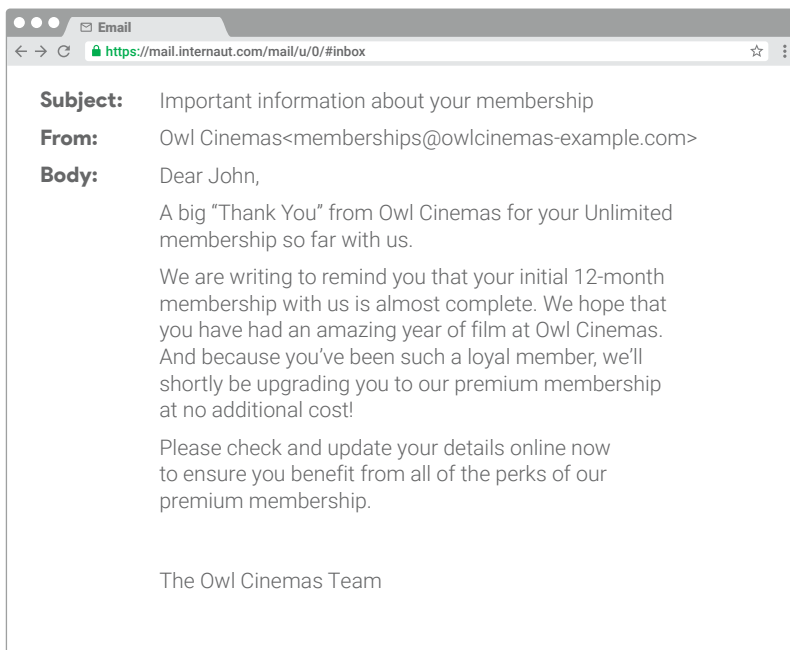 Email
https://mail.internaut.com/mail/u/0/#inbox
Subject: Important information about your membership
From: Owl Cinemas<memberships@owlcinemas-example.com>
Body: Dear John,
A big “Thank You” from Owl Cinemas for your Unlimited
membership so far with us.
We are writing to remind you that your initial 12-month
membership with us is almost complete. We hope that
you have had an amazing year of film at Owl Cinemas.
And because you’ve been such a loyal member, we’ll
shortly be upgrading you to our premium membership
at no additional cost!
Please check and update your details online now
to ensure you benefit from all of the perks of our
premium membership.
The Owl Cinemas Team